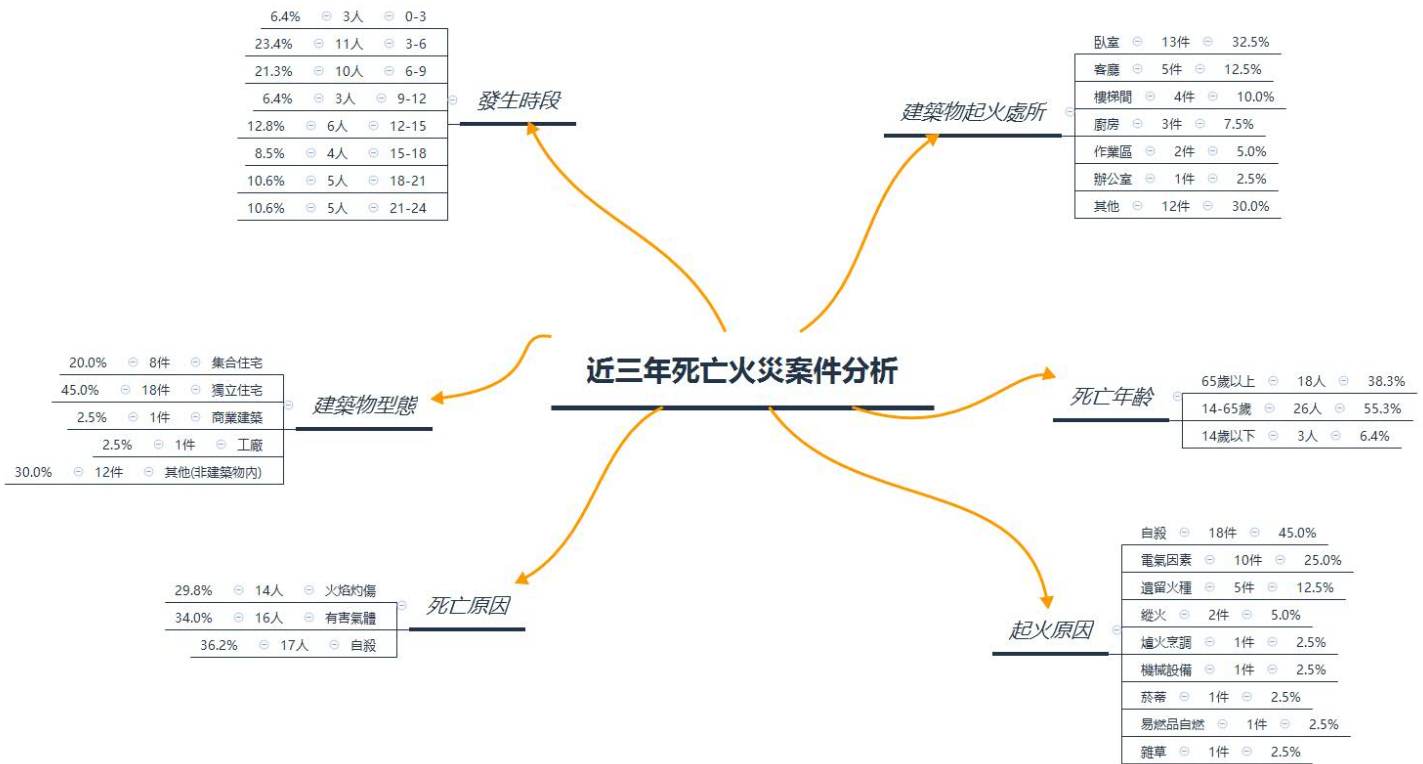 近三年死亡火災案件分析
發生時段
6.4% 3人 0-3
23.4% 11人 3-6
21.3% 10人 6-9
6.4% 3人 9-12
12.8% 6人 12-15
8.5% 4人 15-18
10.6% 5人 18-21
10.6% 5人 21-24
建築物起火處所
臥室 13件 32.5%
客廳 5件 12.5%
樓梯間 4件 10.0%
廚房 3件 7.5%
作業區 2件 5.0%
辦公室 1件 2.5%
其他 12件 30.0%
建築物型態
20.0% 8件 集合住宅
45.0% 18件 獨立住宅
2.5% 1件 商業建築
2.5% 1件 工廠
30.0% 12件 其他(非建築物內)
死亡年齡
65歲以上 18人 38.3%
14-65歲 26人 55.3%
14歲以下 3人 6.4%
死亡原因
29.8% 14人 火焰灼傷
34.0% 16人 有害氣體
36.2% 17人 自殺
起火原因
自殺 18件 45.0%
電氣因素 10件 25.0%
遺留火種 5件 12.5%
縱火 2件 5.0%
爐火烹調 1件 2.5%
機械設備 1件 2.5%
菸蒂 1件 2.5%
易燃品自燃 1件 2.5%
雜草 1件 2.5%